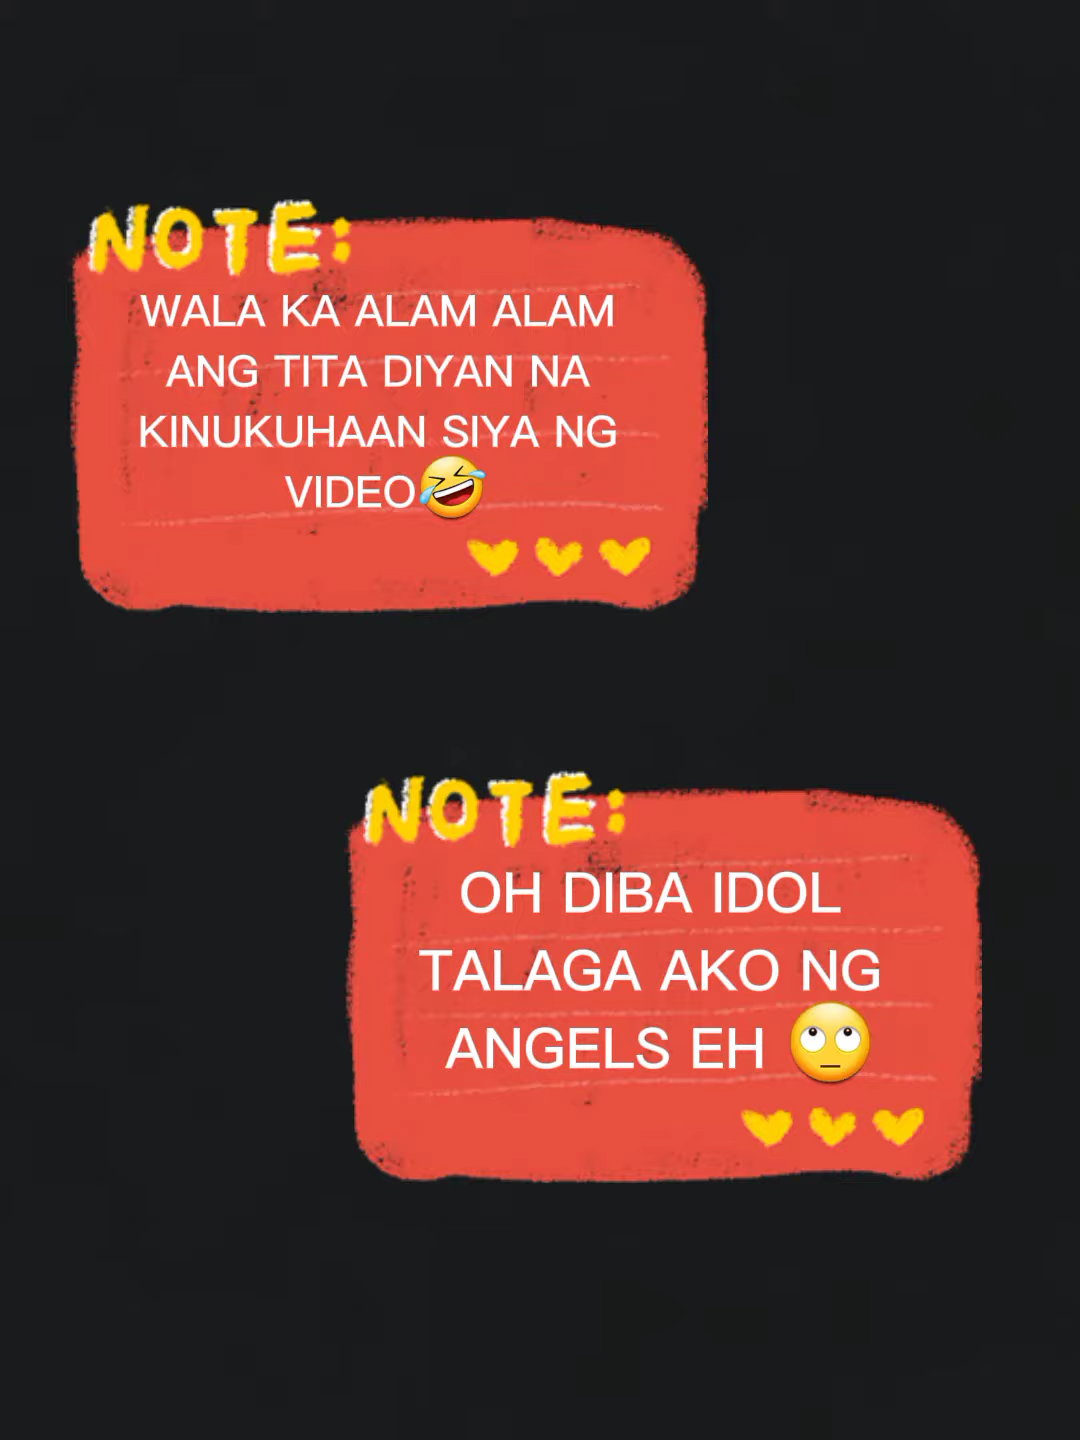 NOTE:
WALA KA ALAM ALAM
ANG TITA DIYAN NA
KINUKUHAAN SIYA NG
VIDEO🤣
NOTE:
OH DIBA IDOL
TALAGA AKO NG
ANGELS EH 🙄